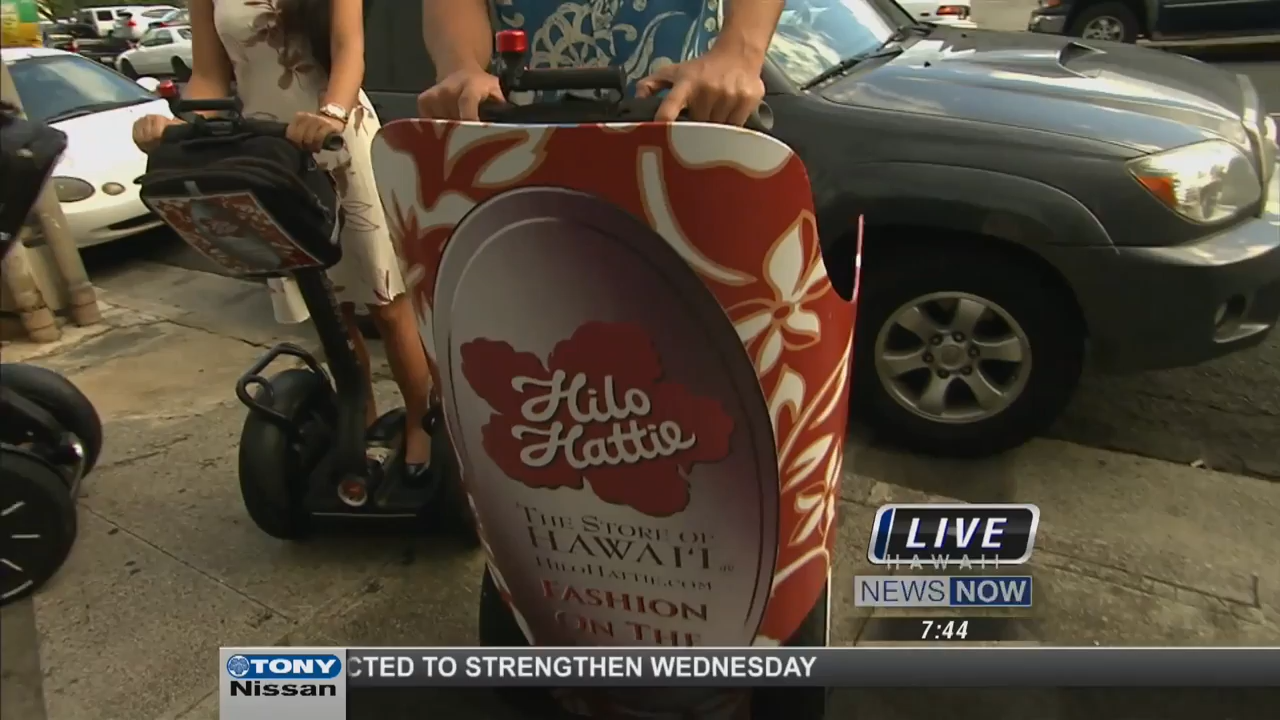 Hilo
Hattie
THE STORE OF
HAWAI'I
HILOHATTIE.COM
FASHION
ON THE
LIVE
HAWAII
NEWS NOW
7:44
TONY
Nissan
CTED TO STRENGTHEN WEDNESDAY